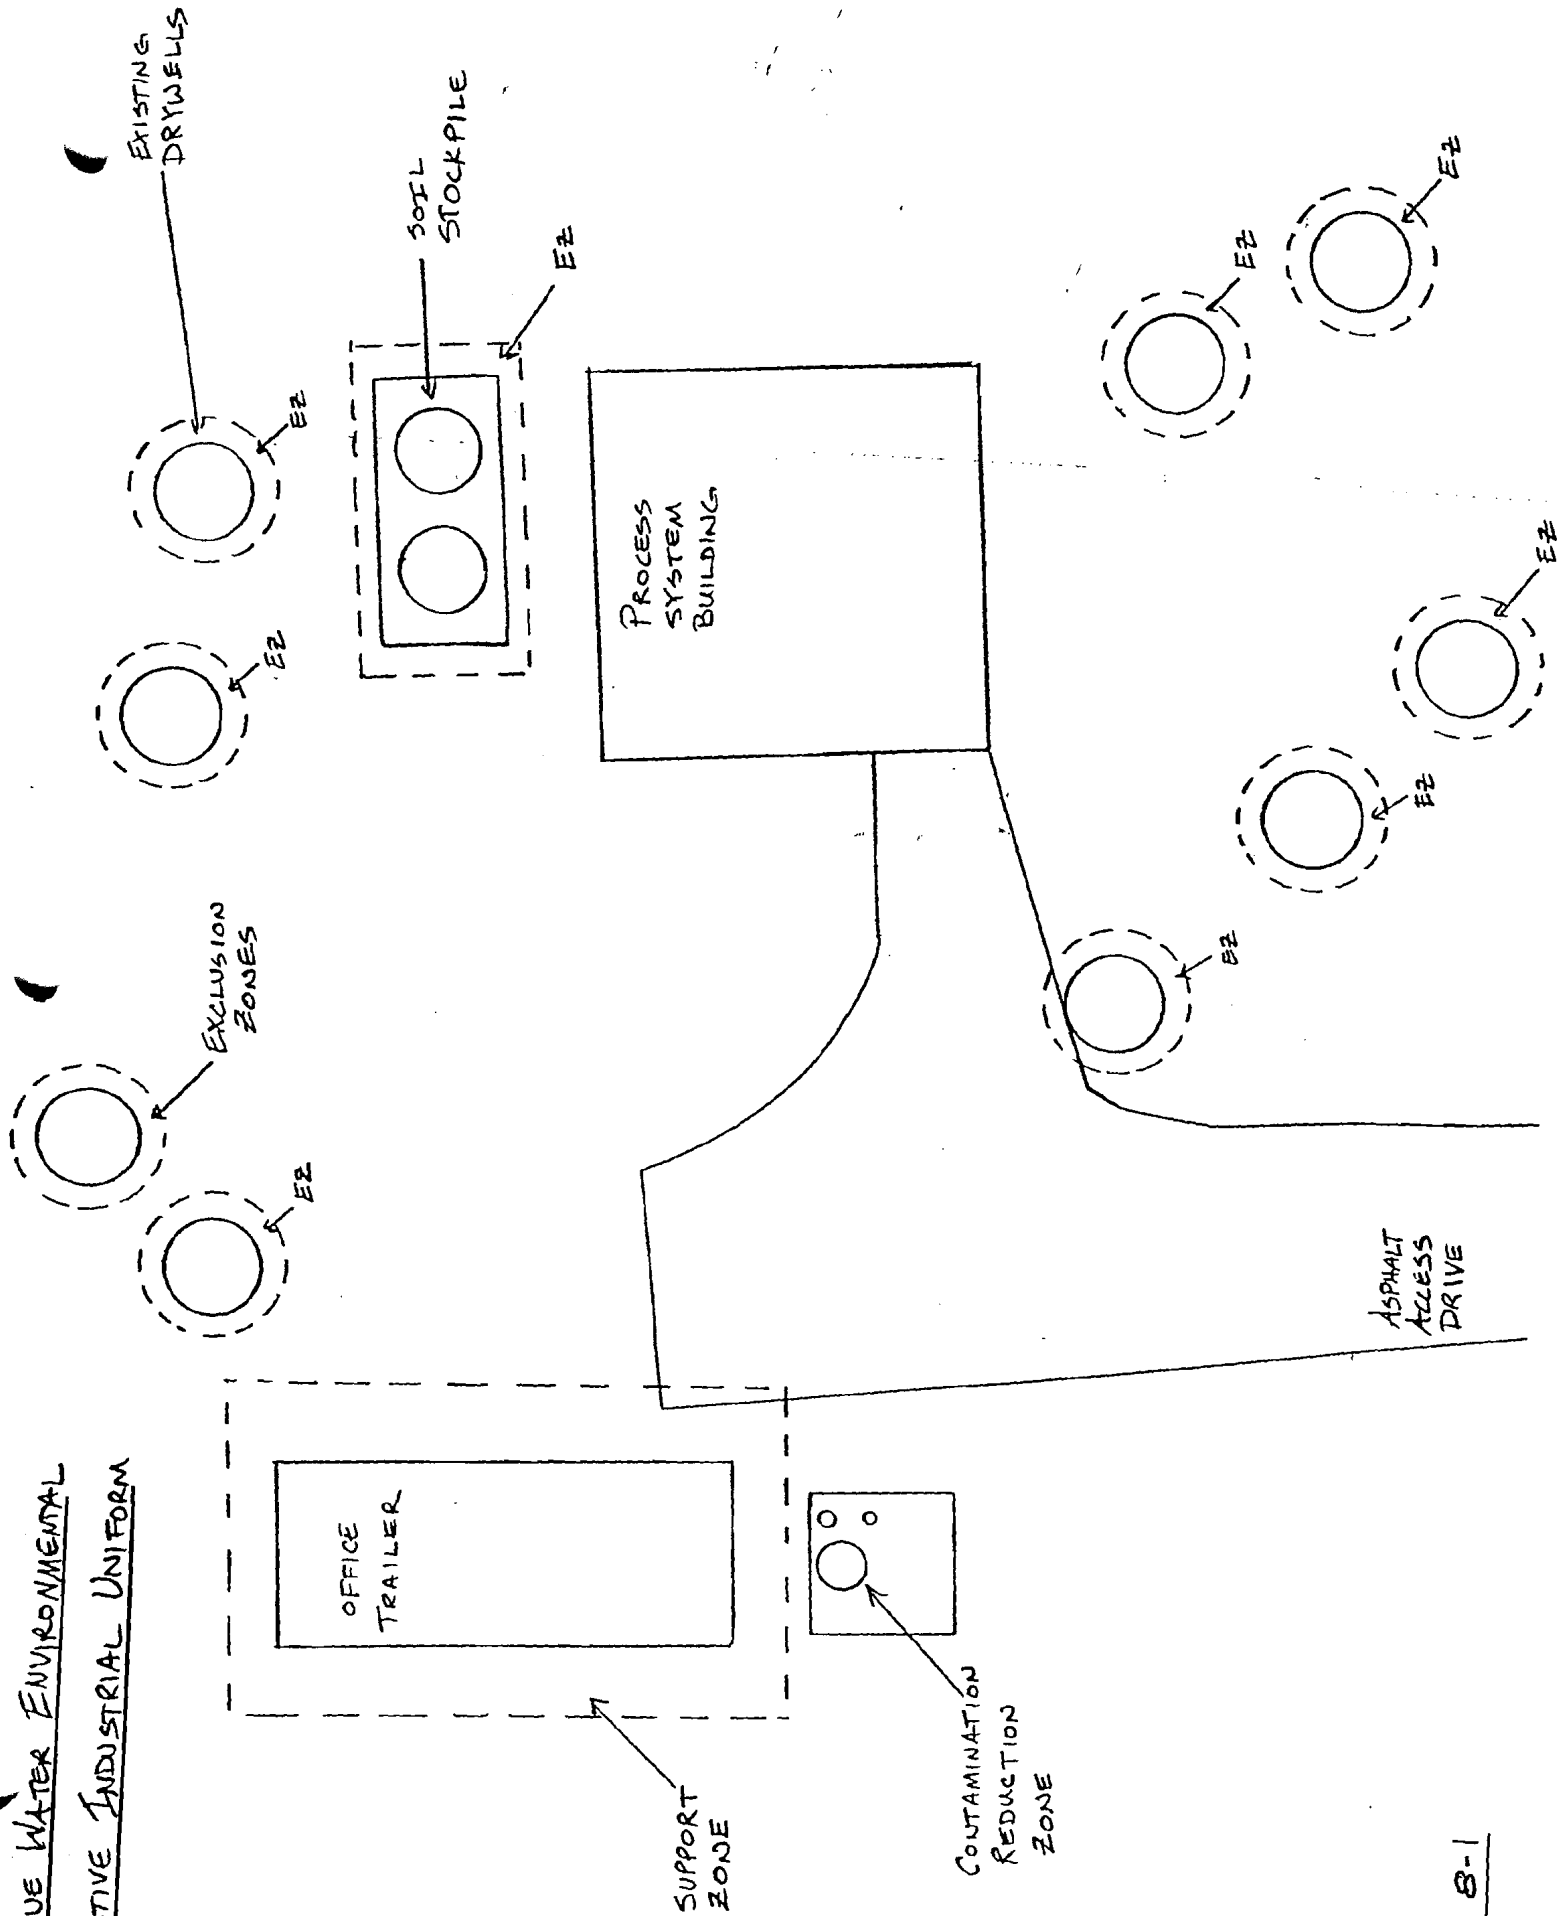 UE WATER ENVIRONMENTAL
TIVE INDUSTRIAL UNIFORM
EXISTING
DRYWELLS
EZ
EZ
EXCLUSION
ZONES
EZ
SOIL
STOCKPILE
EZ
PROCESS
SYSTEM
BUILDING
OFFICE
TRAILER
SUPPORT
ZONE
CONTAMINATION
REDUCTION
ZONE
ASPHALT
ACCESS
DRIVE
EZ
EZ
EZ
EZ
EZ
8-1